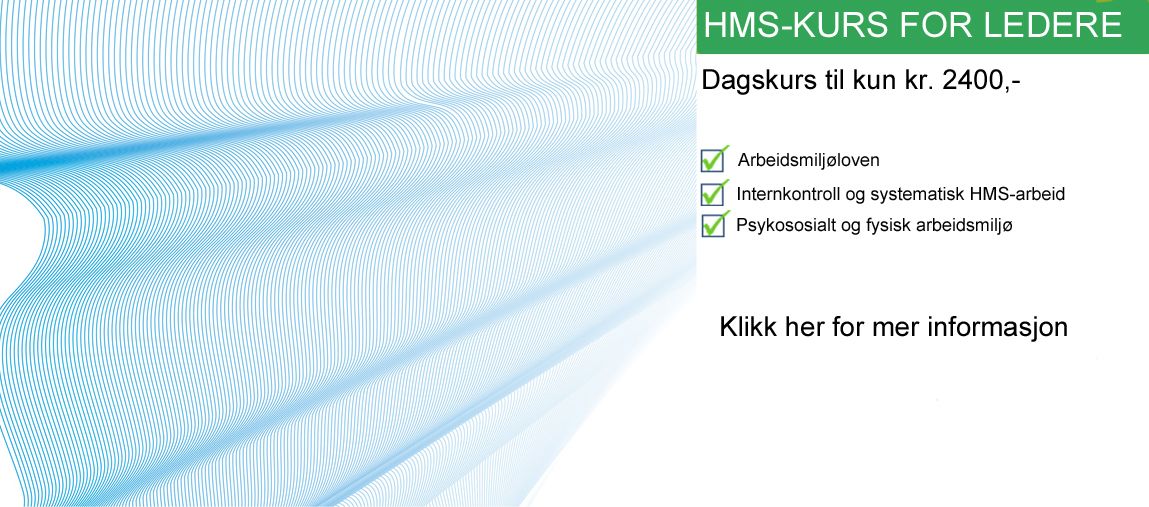 HMS-KURS FOR LEDERE
Dagskurs til kun kr. 2400,-
Arbeidsmiljøloven
Internkontroll og systematisk HMS-arbeid
Psykososialt og fysisk arbeidsmiljø
Klikk her for mer informasjon